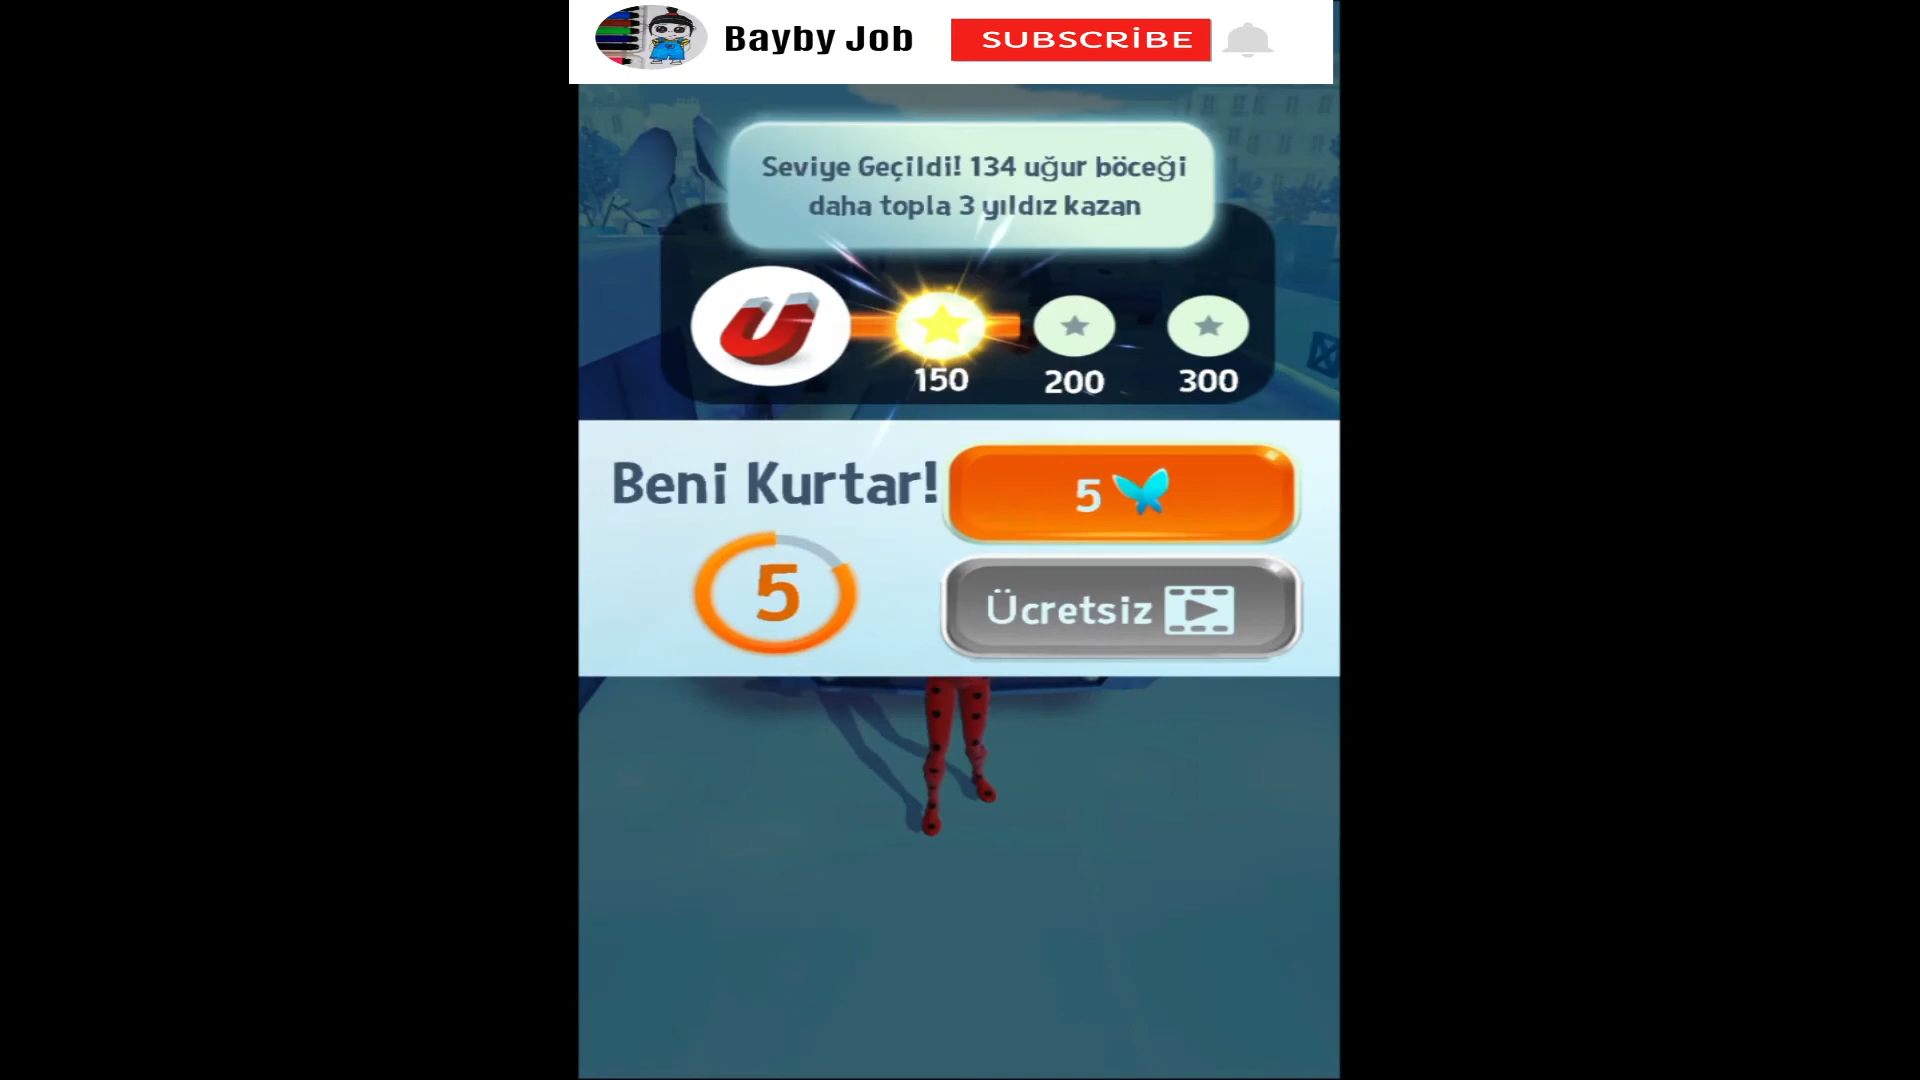 Bayby Job
SUBSCRİBE
Seviye Geçildi! 134 uğur böceği
daha topla 3 yıldız kazan
150 200 300
Beni Kurtar!
5
5
Ücretsiz